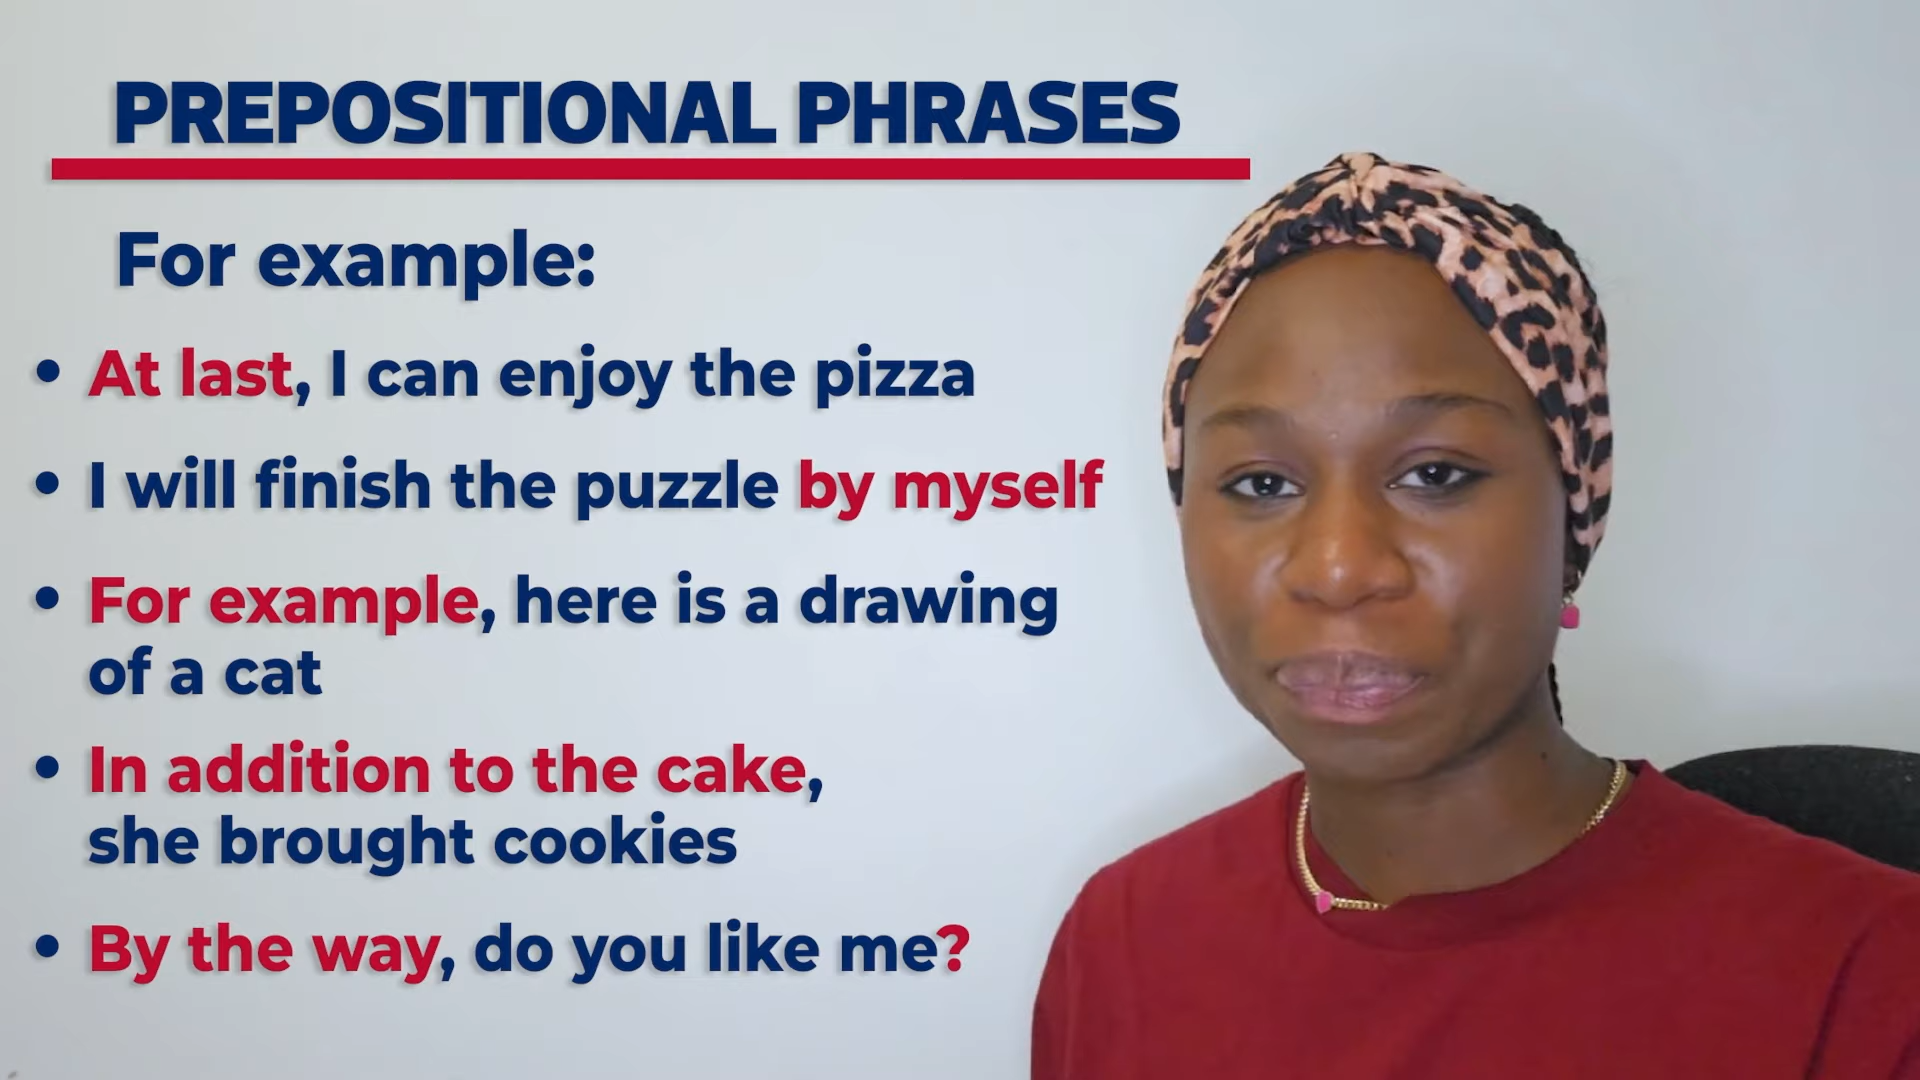 PREPOSITIONAL PHRASES
For example:
• At last, I can enjoy the pizza
• I will finish the puzzle by myself
• For example, here is a drawing
of a cat
• In addition to the cake,
she brought cookies
• By the way, do you like me?